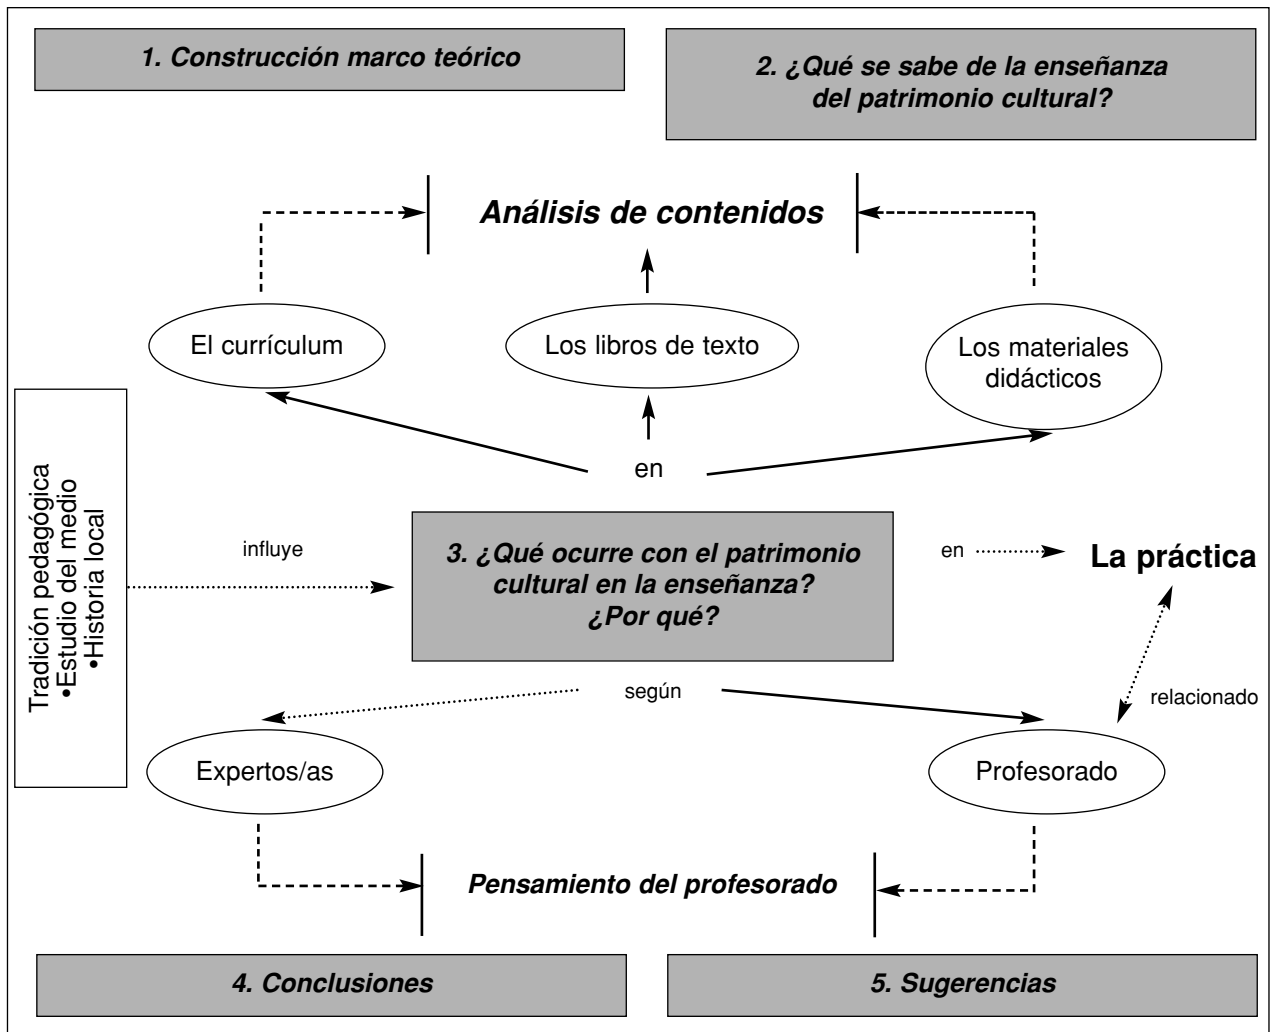 1. Construcción marco teórico
2. ¿Qué se sabe de la enseñanza
del patrimonio cultural?
Análisis de contenidos
El currículum
Los libros de texto
Los materiales
didácticos
en
Tradición pedagógica
•Estudio del medio
•Historia local
influye
3. ¿Qué ocurre con el patrimonio
cultural en la enseñanza?
¿Por qué?
en
La práctica
según
relacionado
Expertos/as
Profesorado
Pensamiento del profesorado
4. Conclusiones
5. Sugerencias